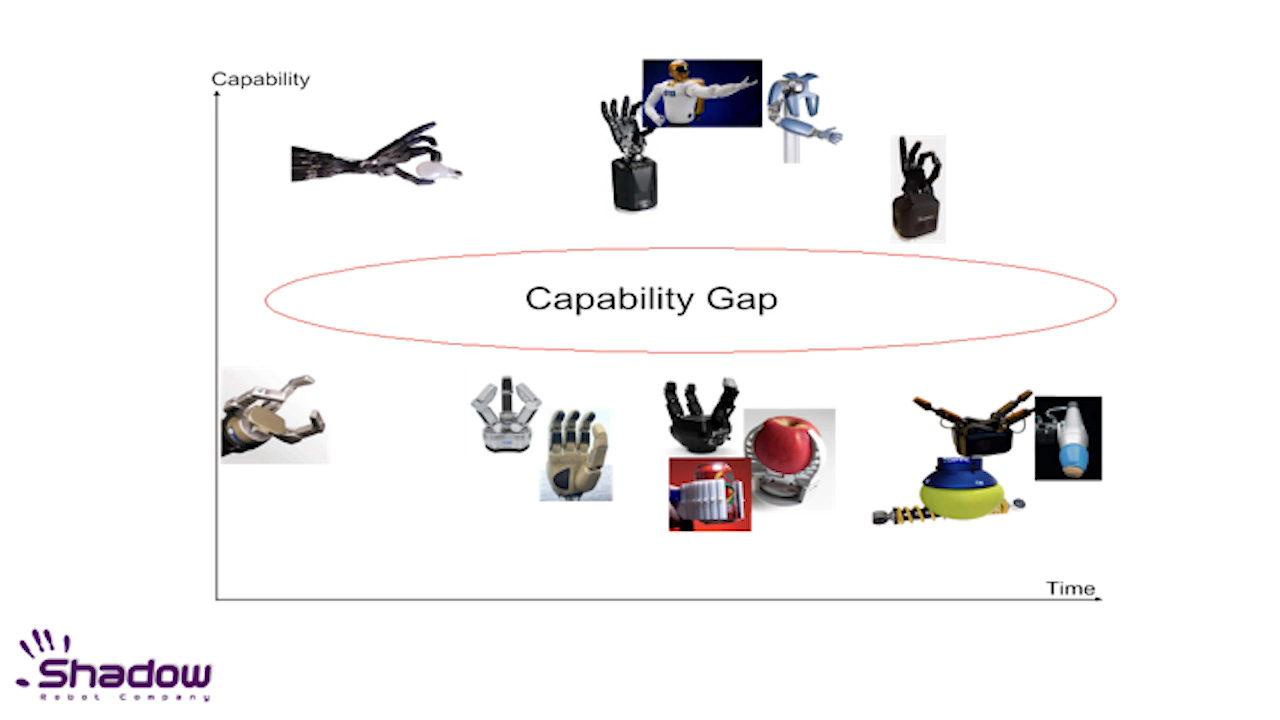 Capability
Capability Gap
Time
Shadow
Robot Company